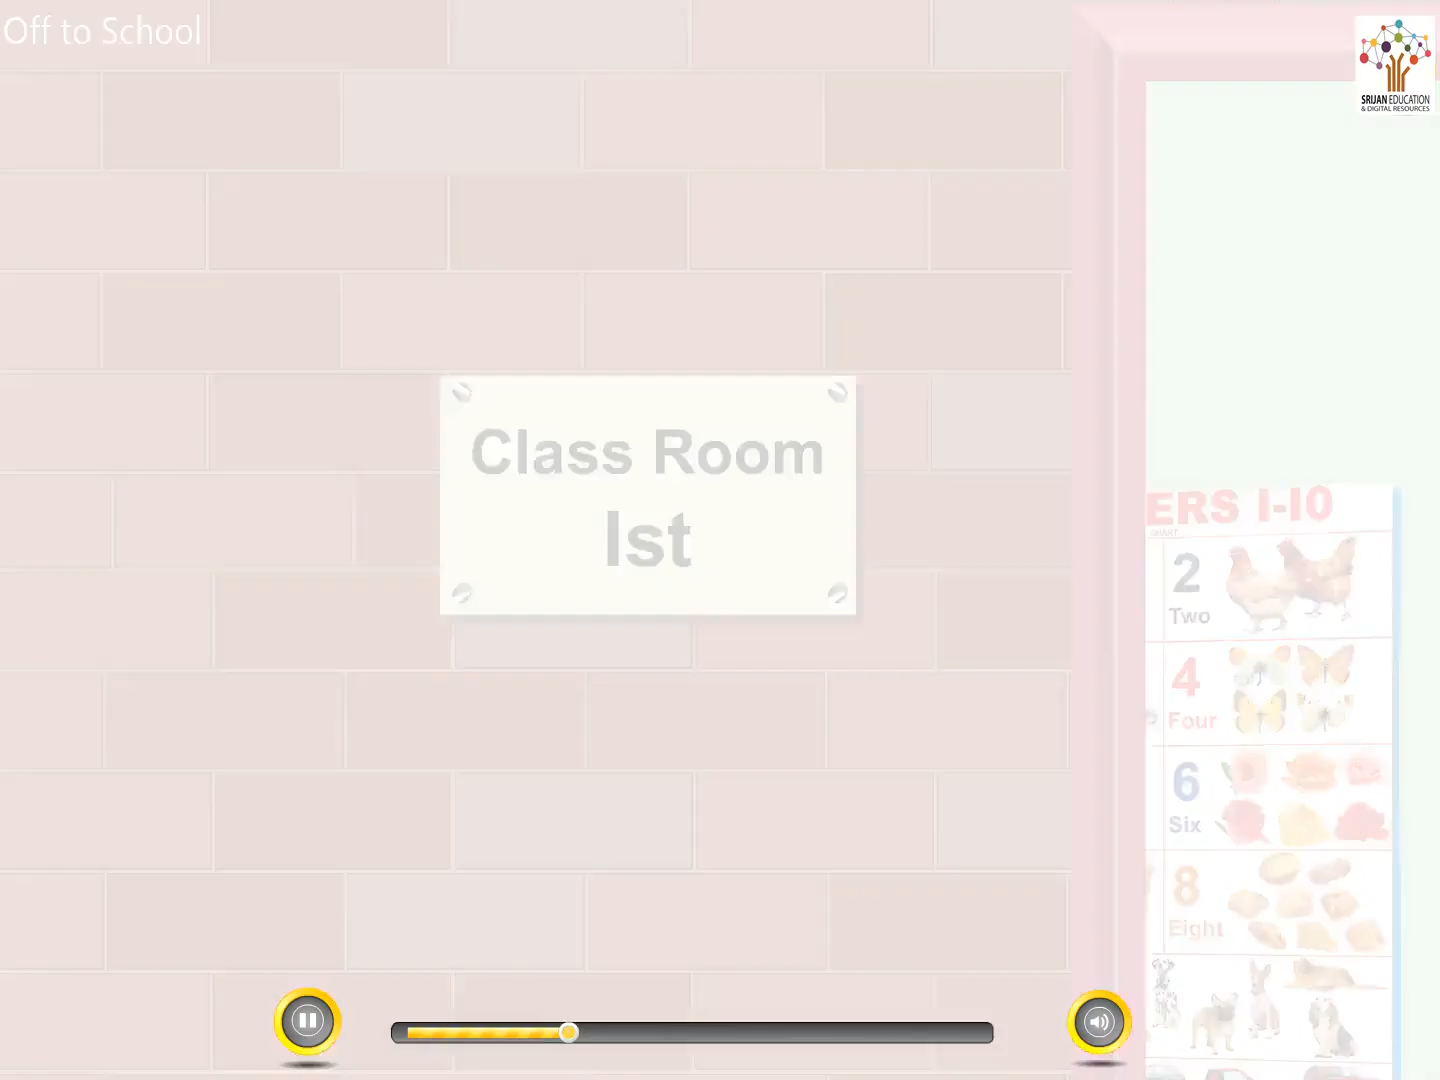 Off to School
SRIJAN EDUCATION
& DIGITAL RESOURCES
Class Room
Ist
ERS 1-10
CHART
2
Two
4
Four
6
Six
8
Eight